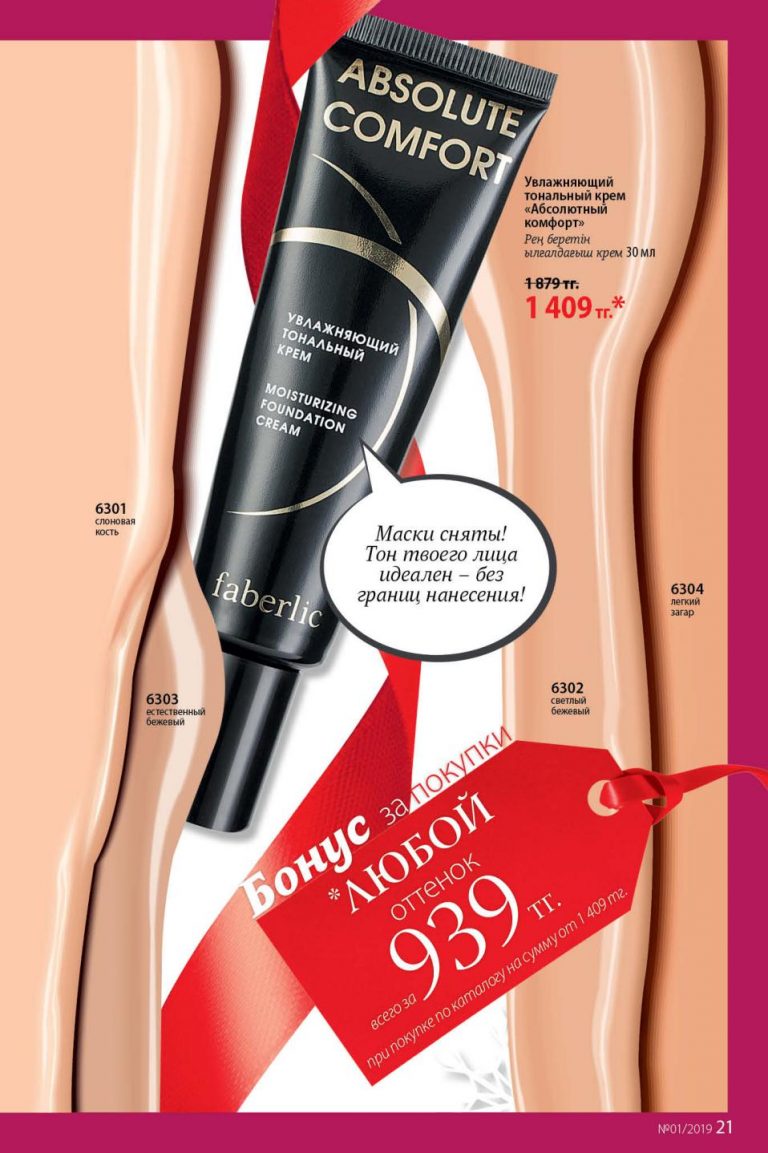 ABSOLUTE
COMFORT
УВЛАЖНЯЮЩИЙ
ТОНАЛЬНЫЙ
КРЕМ
MOISTURIZING
FOUNDATION
CREAM
faberlic
Увлажняющий
тональный крем
«Абсолютный
комфорт»
Рең беретін
ылғалдағыш крем 30 мл
1 879 тг.
1 409 тг.*
6301
слоновая
кость
Маски сняты!
Тон твоего лица
идеален – без
границ нанесения!
6304
легкий
загар
6303
естественный
бежевый
6302
светлый
бежевый
Бонус за покупки
*ЛЮБОЙ
оттенок
всего за 939 тг.
при покупке по каталогу на сумму от 1 409 тг.
№01/2019 21